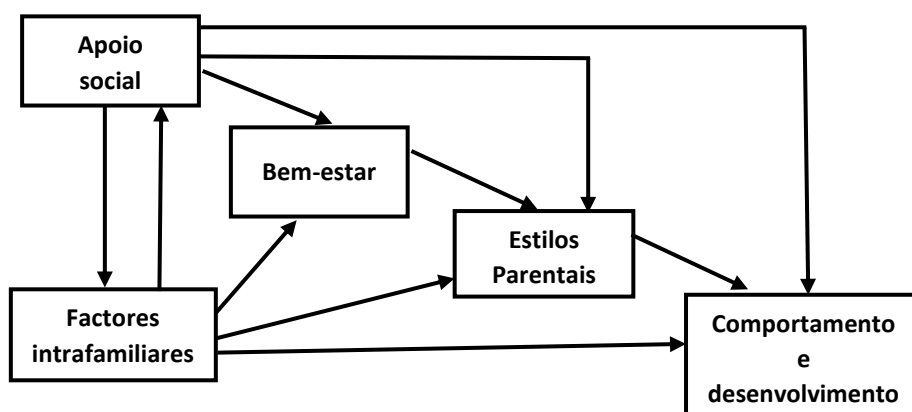 Apoio
social
Bem-estar
Estilos
Parentais
Factores
intrafamiliares
Comportamento
e
desenvolvimento